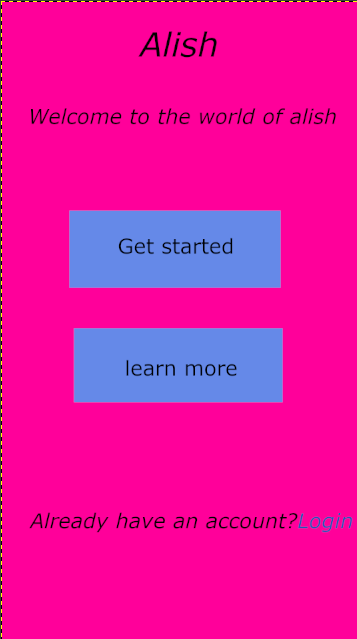 Alish
Welcome to the world of alish
Get started
learn more
Already have an account?Login